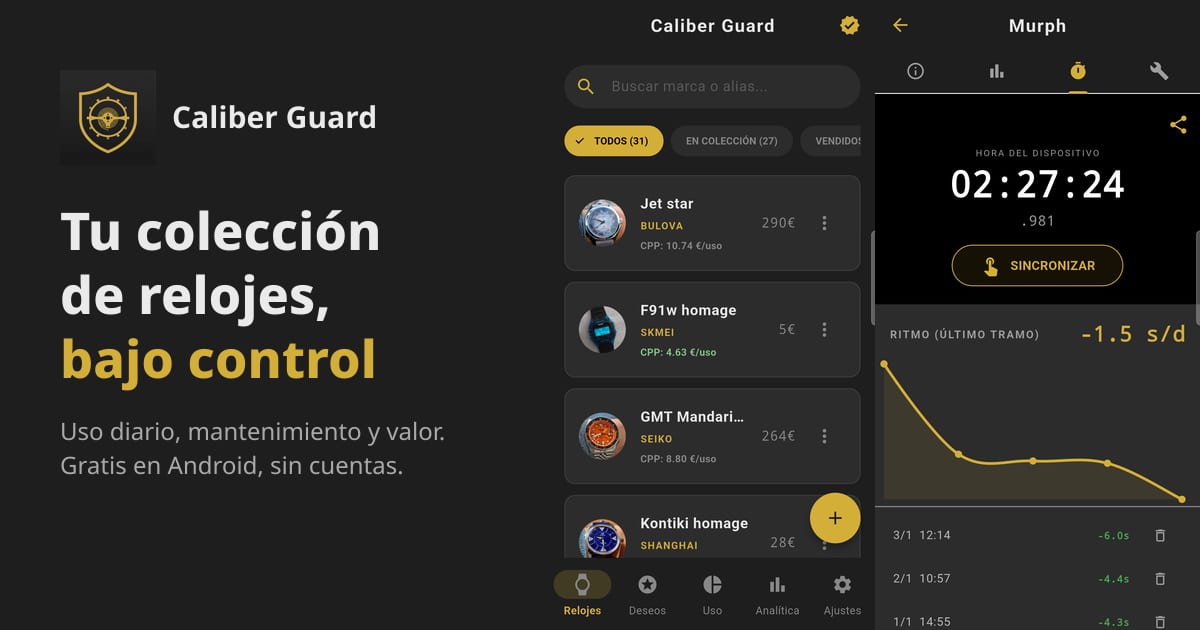 Caliber Guard
Tu colección
de relojes,
bajo control
Uso diario, mantenimiento y valor.
Gratis en Android, sin cuentas.
Caliber Guard
Buscar marca o alias...
TODOS (31)
EN COLECCIÓN (27)
VENDIDOS
Jet star
BULOVA
290€
CPP: 10.74 €/uso
F91w homage
SKMEI
5€
CPP: 4.63 €/uso
GMT Mandari...
SEIKO
264€
CPP: 8.80 €/uso
Kontiki homage
SHANGHAI
28€
Relojes
Deseos
Uso
Analítica
Ajustes
Murph
HORA DEL DISPOSITIVO
02:27:24
.981
SINCRONIZAR
RITMO (ÚLTIMO TRAMO)
-1.5 s/d
3/1 12:14
-6.0s
2/1 10:57
-4.4s
1/1 14:55
-4.3s